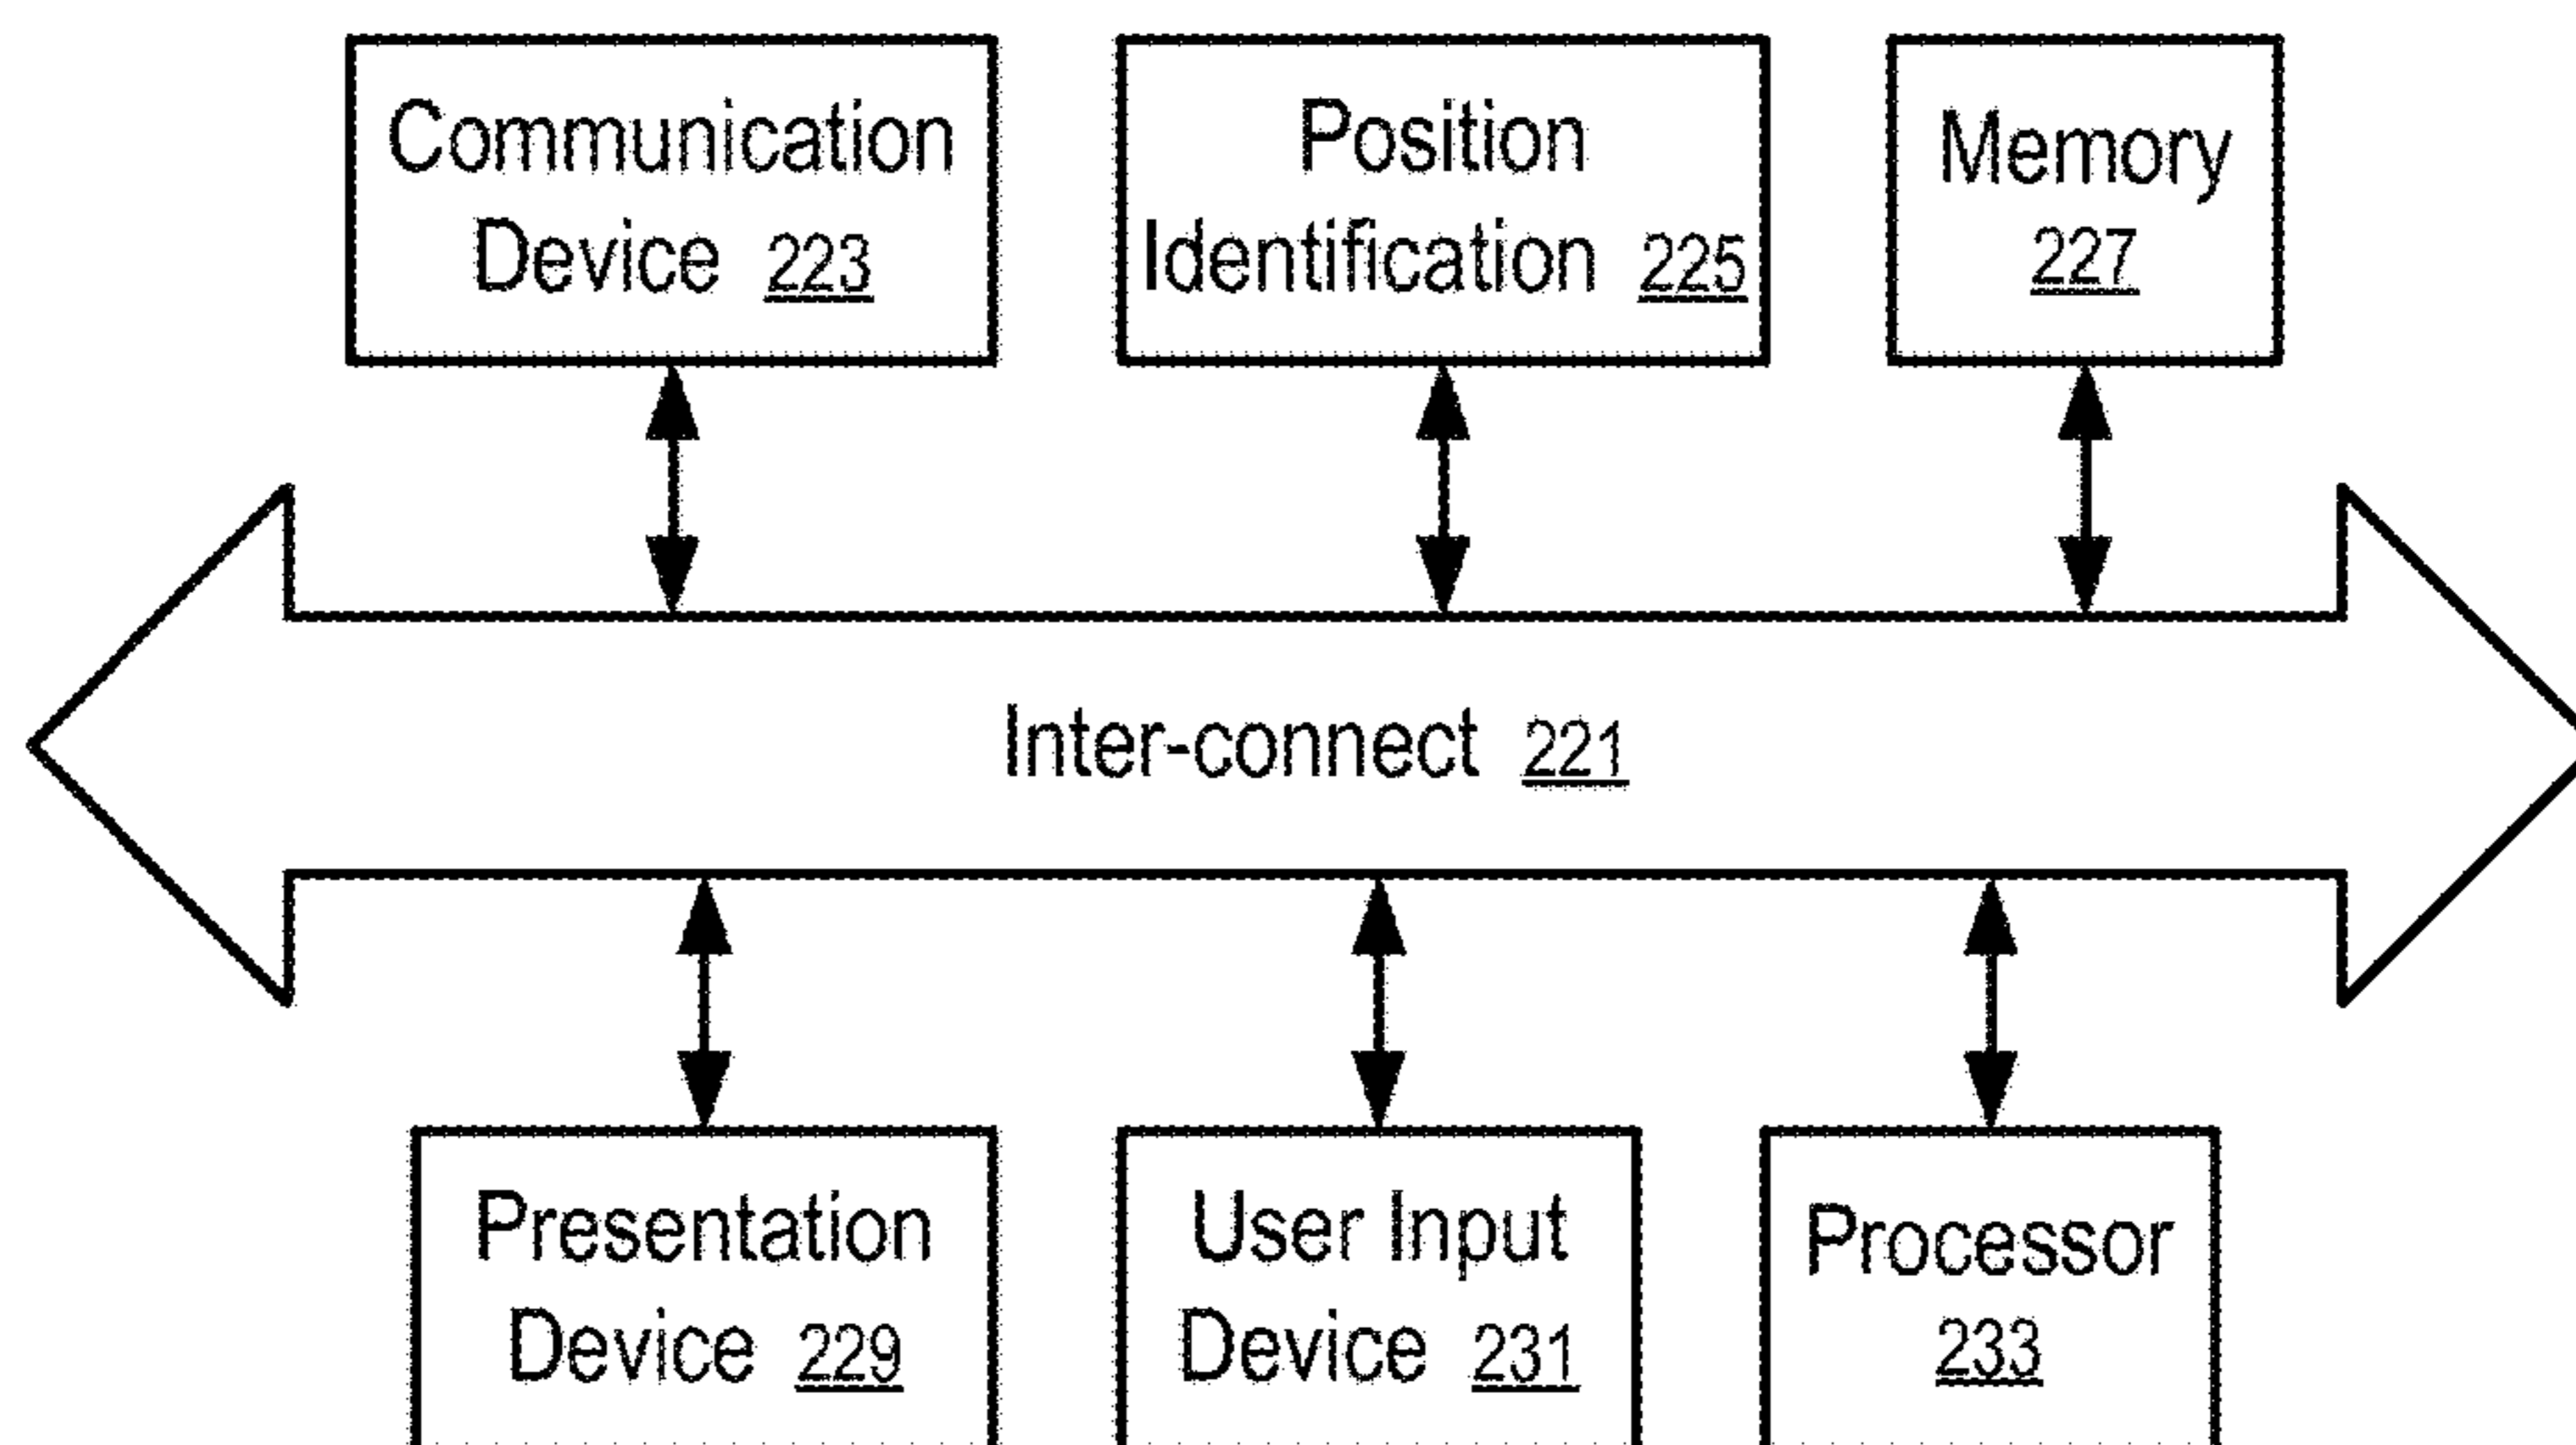 Communication
Device 223
Position
Identification 225
Memory
227
Inter-connect 221
Presentation
Device 229
User Input
Device 231
Processor
233